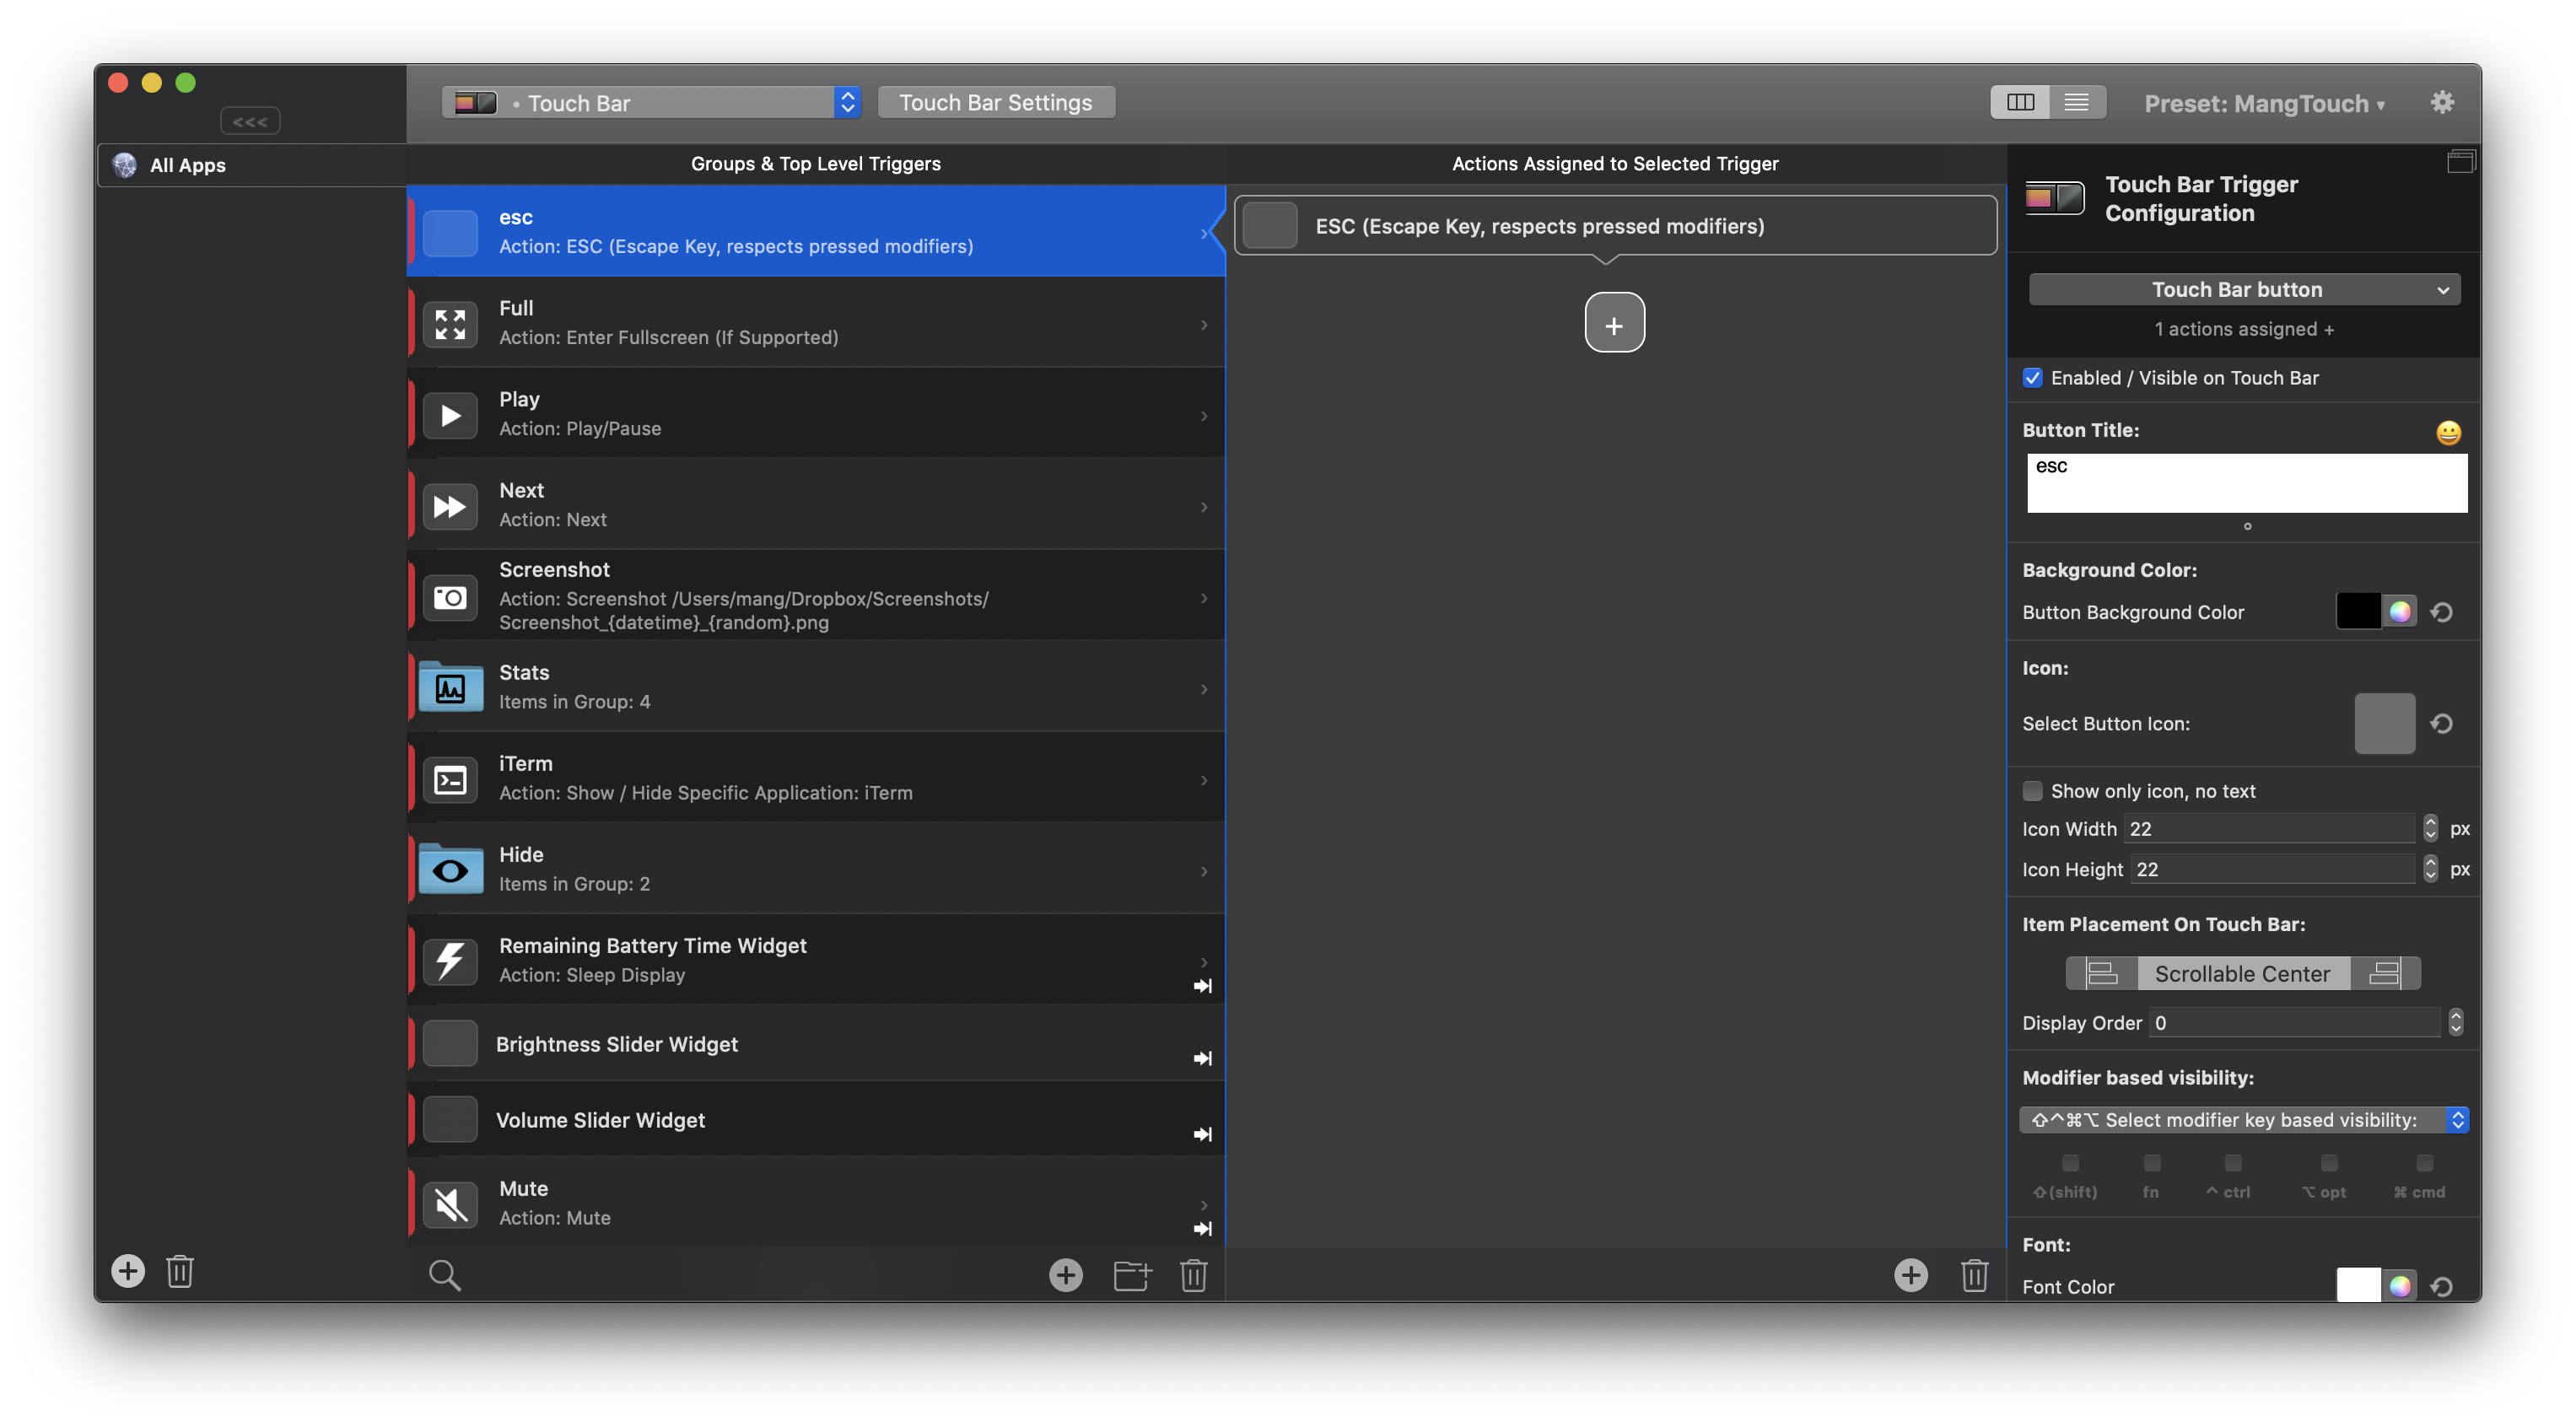 <<<
• Touch Bar
Touch Bar Settings
Preset: MangTouch ▾
All Apps
Groups & Top Level Triggers
esc
Action: ESC (Escape Key, respects pressed modifiers)
Full
Action: Enter Fullscreen (If Supported)
Play
Action: Play/Pause
Next
Action: Next
Screenshot
Action: Screenshot /Users/mang/Dropbox/Screenshots/
Screenshot_{datetime}_{random}.png
Stats
Items in Group: 4
iTerm
Action: Show / Hide Specific Application: iTerm
Hide
Items in Group: 2
Remaining Battery Time Widget
Action: Sleep Display
Brightness Slider Widget
Volume Slider Widget
Mute
Action: Mute
Actions Assigned to Selected Trigger
ESC (Escape Key, respects pressed modifiers)
+
Touch Bar Trigger
Configuration
Touch Bar button
1 actions assigned +
Enabled / Visible on Touch Bar
Button Title:
esc
Background Color:
Button Background Color
Icon:
Select Button Icon:
Show only icon, no text
Icon Width 22 px
Icon Height 22 px
Item Placement On Touch Bar:
Scrollable Center
Display Order 0
Modifier based visibility:
⇧^⌘⌥ Select modifier key based visibility:
⇧(shift) fn ^ ctrl ⌥ opt ⌘ cmd
Font:
Font Color